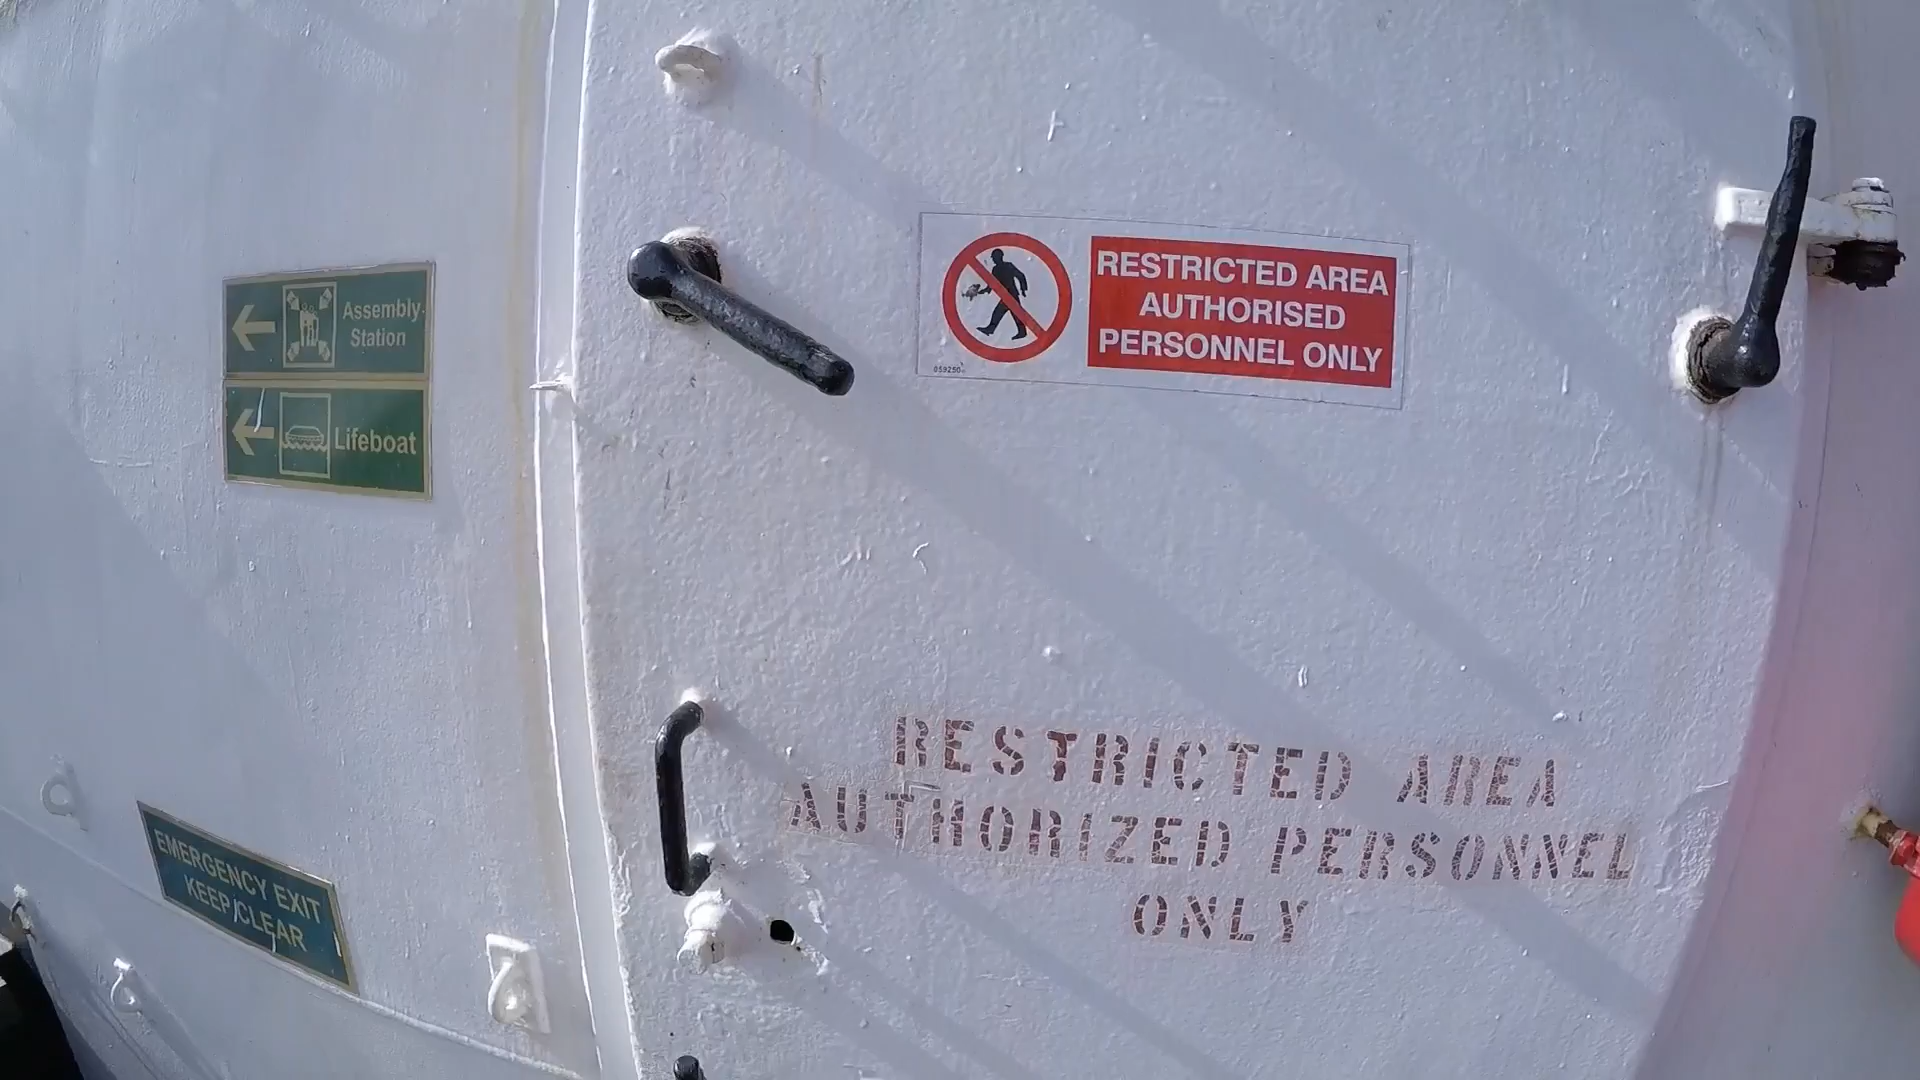 Assembly
Station
Lifeboat
EMERGENCY EXIT
KEEP CLEAR
RESTRICTED AREA
AUTHORISED
PERSONNEL ONLY
RESTRICTED AREA
AUTHORIZED PERSONNEL
ONLY